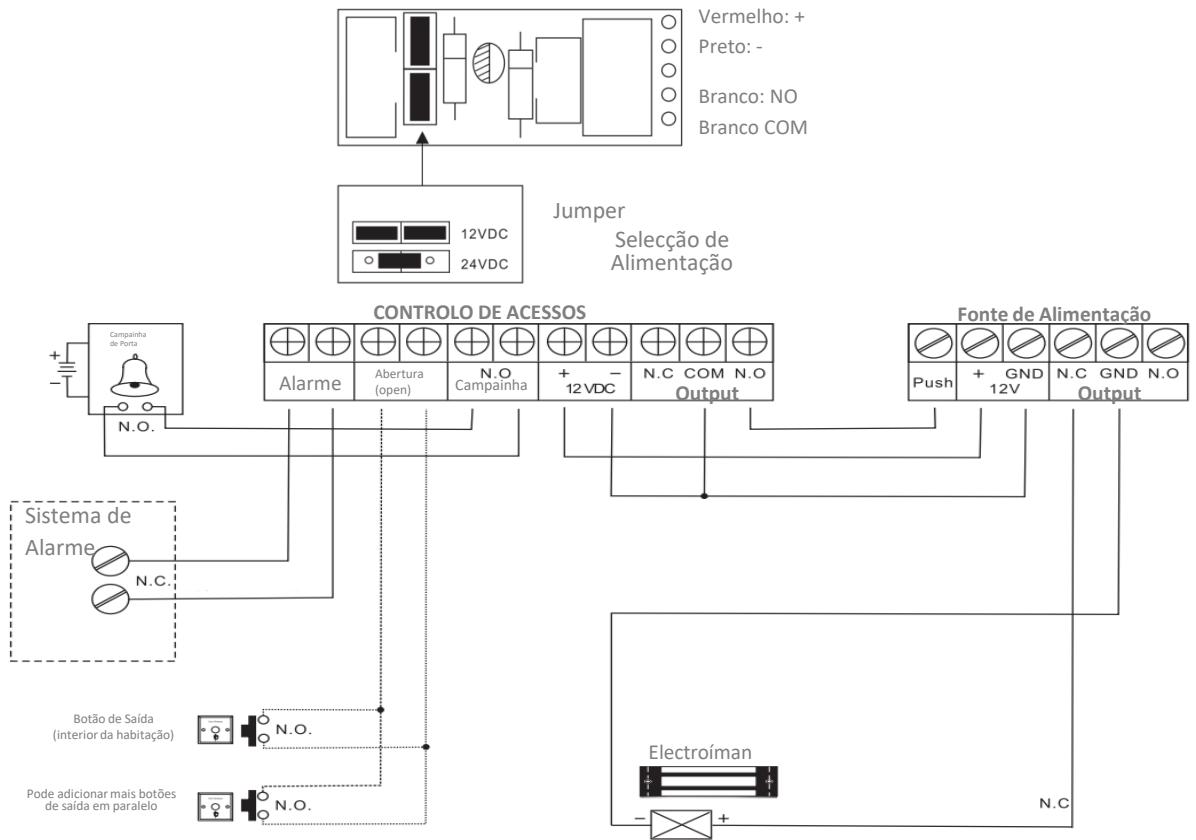 Vermelho: +
Preto: -
Branco: NO
Branco COM
Jumper
12VDC
24VDC
Selecção de
Alimentação
CONTROLO DE ACESSOS
Fonte de Alimentação
Campainha
de Porta
+
−
N.O.
Alarme
Abertura
(open)
N.O
Campainha
+ −
12 VDC
N.C COM N.O
Output
Push
+ GND
12V
N.C GND N.O
Output
Sistema de
Alarme
N.C.
Botão de Saída
(interior da habitação)
N.O.
Pode adicionar mais botões
de saída em paralelo
N.O.
Electroíman
− +
N.C